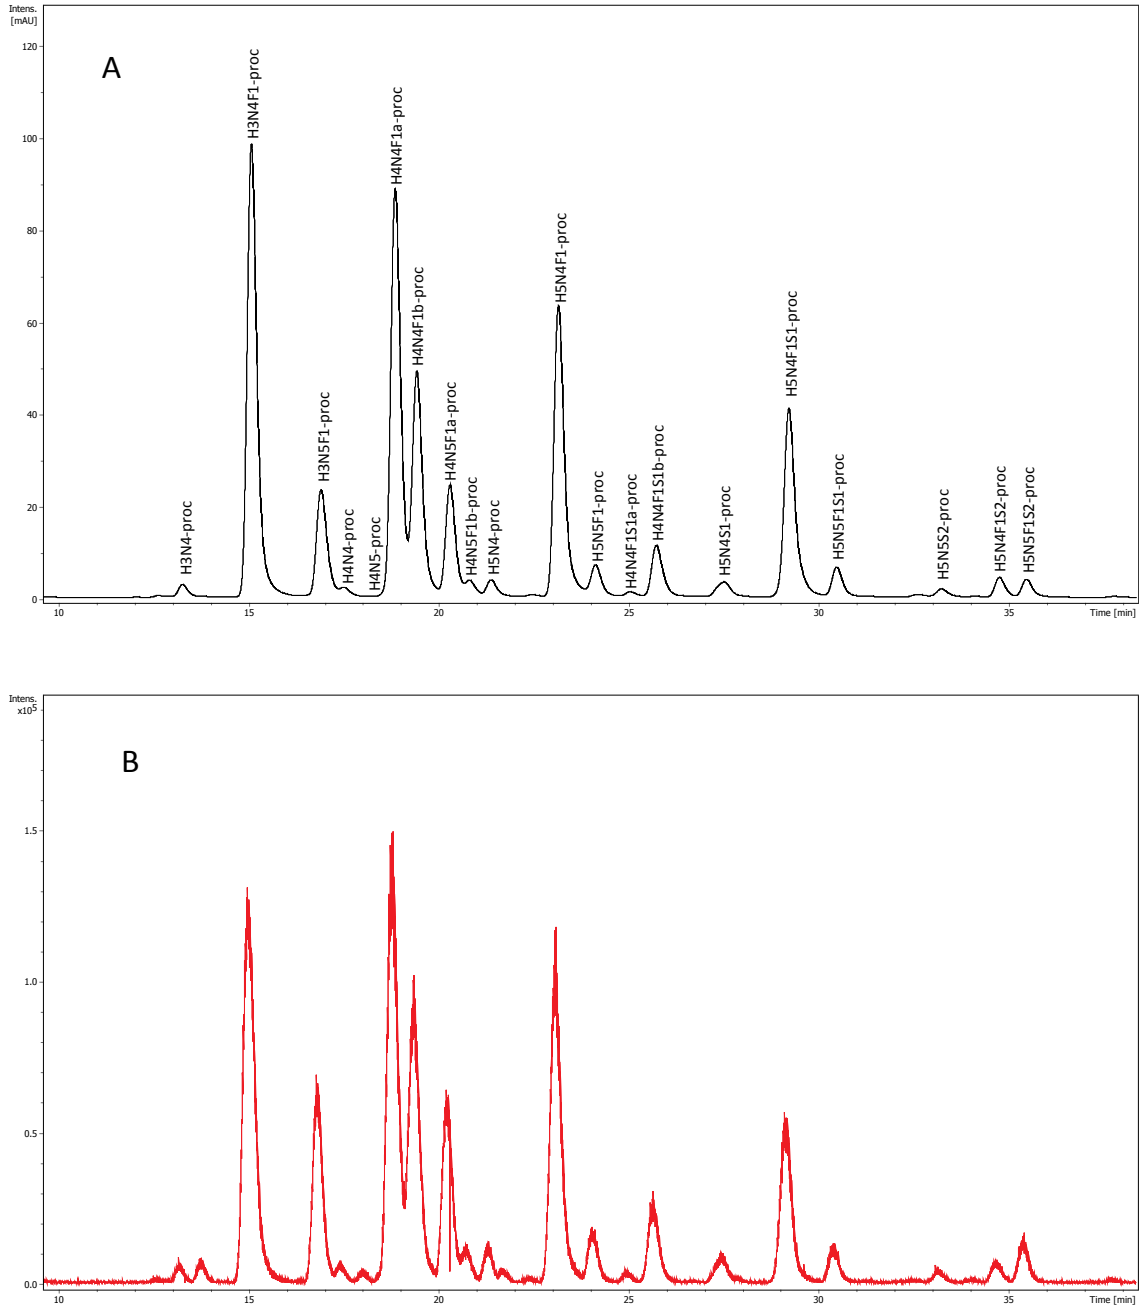 Intens.
[mAU]
A
120
100
80
60
40
20
0
H3N4-proc
H3N4F1-proc
H3N5F1-proc
H4N4-proc
H4N5-proc
H4N4F1a-proc
H4N4F1b-proc
H4N5F1a-proc
H4N5F1b-proc
H5N4-proc
H5N4F1-proc
H5N5F1-proc
H4N4F1S1a-proc
H4N4F1S1b-proc
H5N4S1-proc
H5N4F1S1-proc
H5N5F1S1-proc
H5N5S2-proc
H5N4F1S2-proc
H5N5F1S2-proc
10 15 20 25 30 35 Time [min]
Intens.
x10⁵
B
1.5
1.0
0.5
0.0
10 15 20 25 30 35 Time [min]